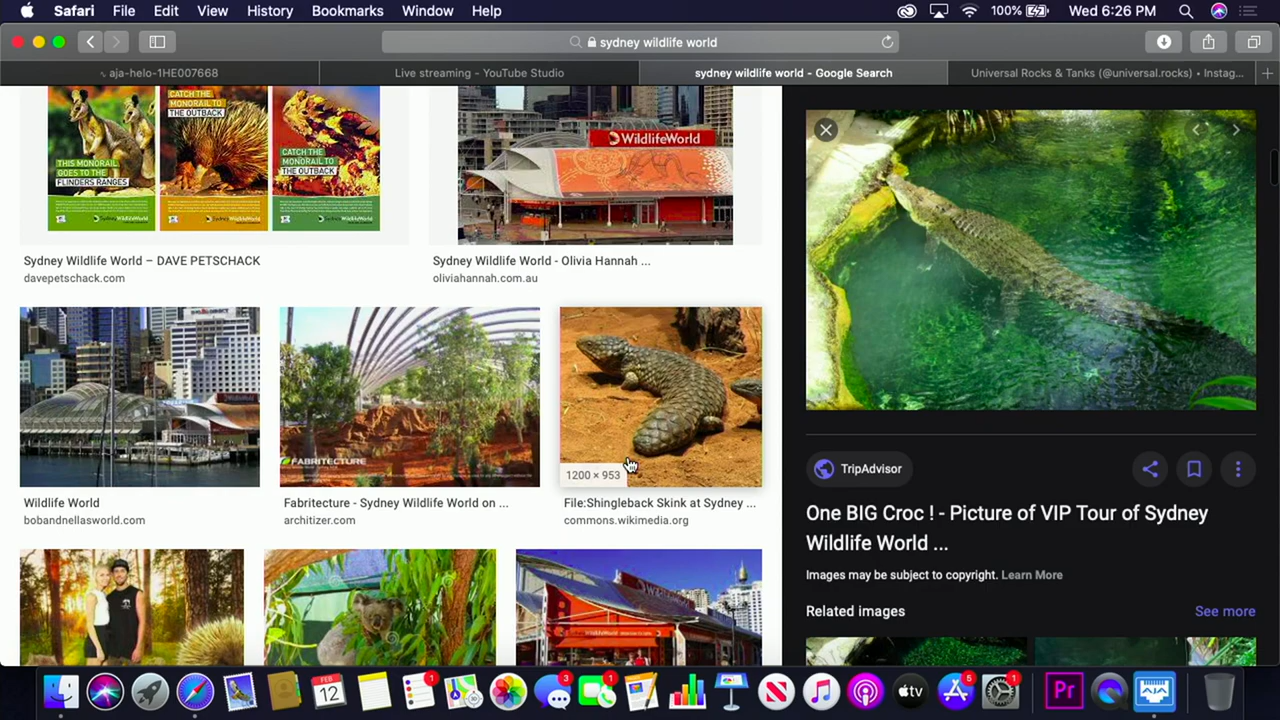 Safari File Edit View History Bookmarks Window Help 100% Wed 6:26 PM
sydney wildlife world
aja-helo-1HE007668
Live streaming - YouTube Studio
sydney wildlife world - Google Search
Universal Rocks & Tanks (@universal.rocks) • Instag...
THIS MONORAIL
GOES TO THE
FLINDERS RANGES
CATCH THE
MONORAIL TO
THE OUTBACK
CATCH THE
MONORAIL TO
THE OUTBACK
WildlifeWorld
Sydney Wildlife World – DAVE PETSCHACK
davepetschack.com
Sydney Wildlife World - Olivia Hannah ...
oliviahannah.com.au
FABRITECTURE
1200 × 953
Wildlife World
bobandnellasworld.com
Fabritecture - Sydney Wildlife World on ...
architizer.com
File:Shingleback Skink at Sydney ...
commons.wikimedia.org
TripAdvisor
One BIG Croc ! - Picture of VIP Tour of Sydney
Wildlife World ...
Images may be subject to copyright. Learn More
Related images
See more
FEB
12
1
3
1
tv
5
1
Pr